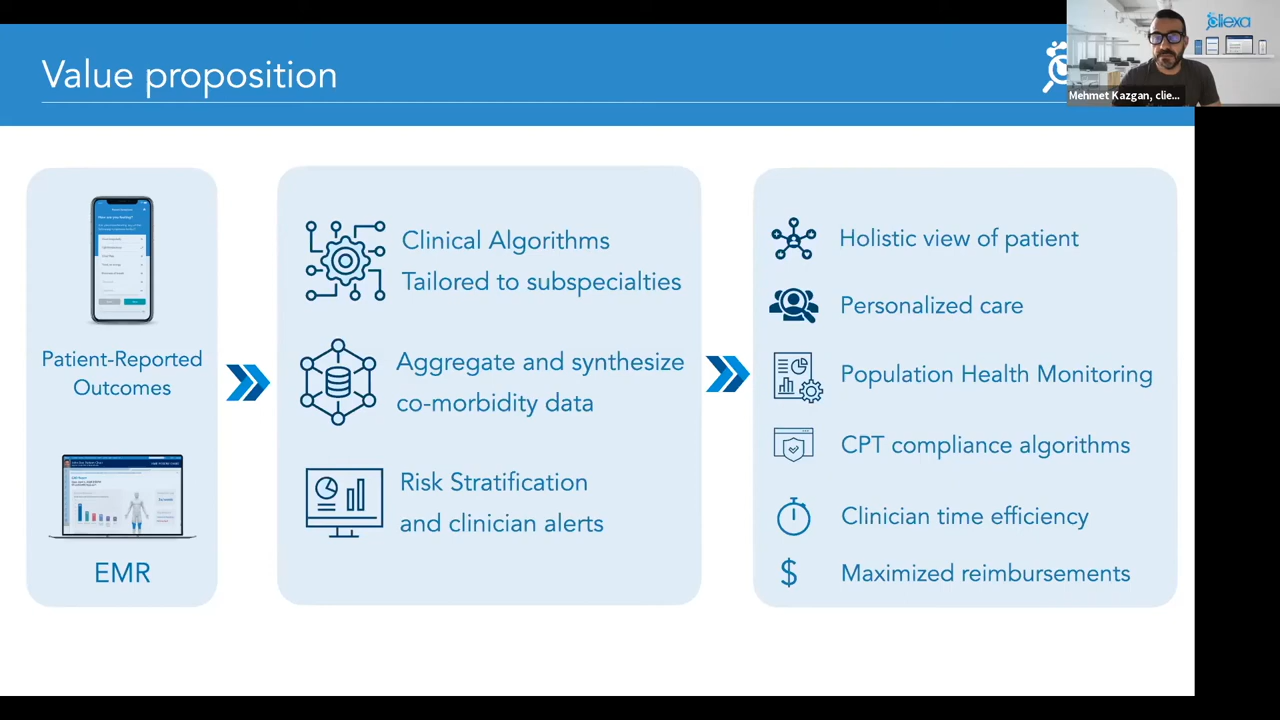 Value proposition
cliexa
Mehmet Kazgan, clie...
Patient-Reported
Outcomes
EMR
Clinical Algorithms
Tailored to subspecialties
Aggregate and synthesize
co-morbidity data
Risk Stratification
and clinician alerts
Holistic view of patient
Personalized care
Population Health Monitoring
CPT compliance algorithms
Clinician time efficiency
$
Maximized reimbursements